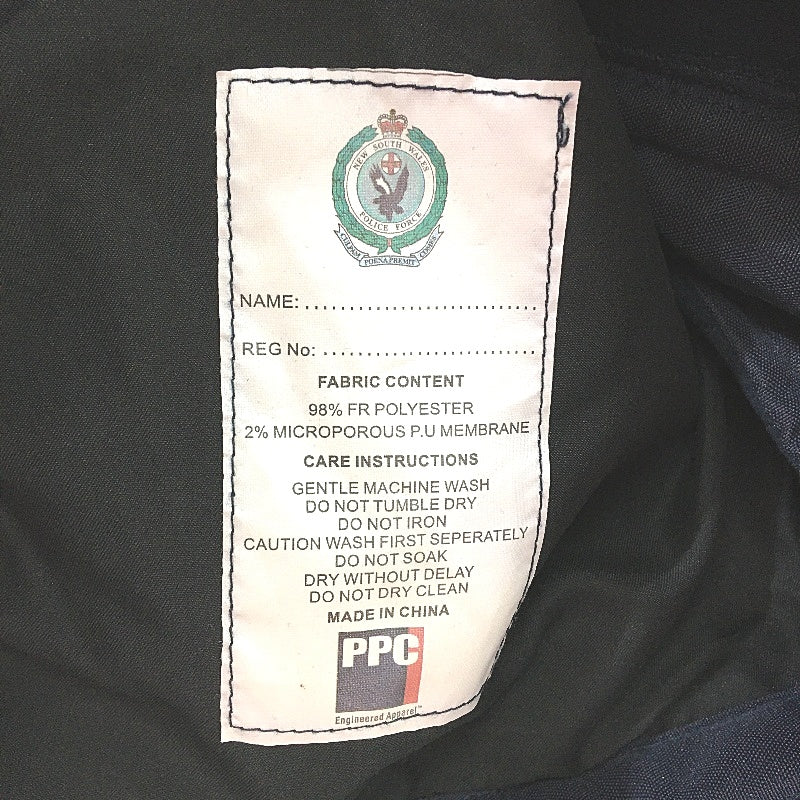 NEW SOUTH WALES
POLICE FORCE
CULPAM POENA PREMIT COMES
NAME: ..............................
REG No: ...........................
FABRIC CONTENT
98% FR POLYESTER
2% MICROPOROUS P.U MEMBRANE
CARE INSTRUCTIONS
GENTLE MACHINE WASH
DO NOT TUMBLE DRY
DO NOT IRON
CAUTION WASH FIRST SEPERATELY
DO NOT SOAK
DRY WITHOUT DELAY
DO NOT DRY CLEAN
MADE IN CHINA
PPC
Engineered Apparel™